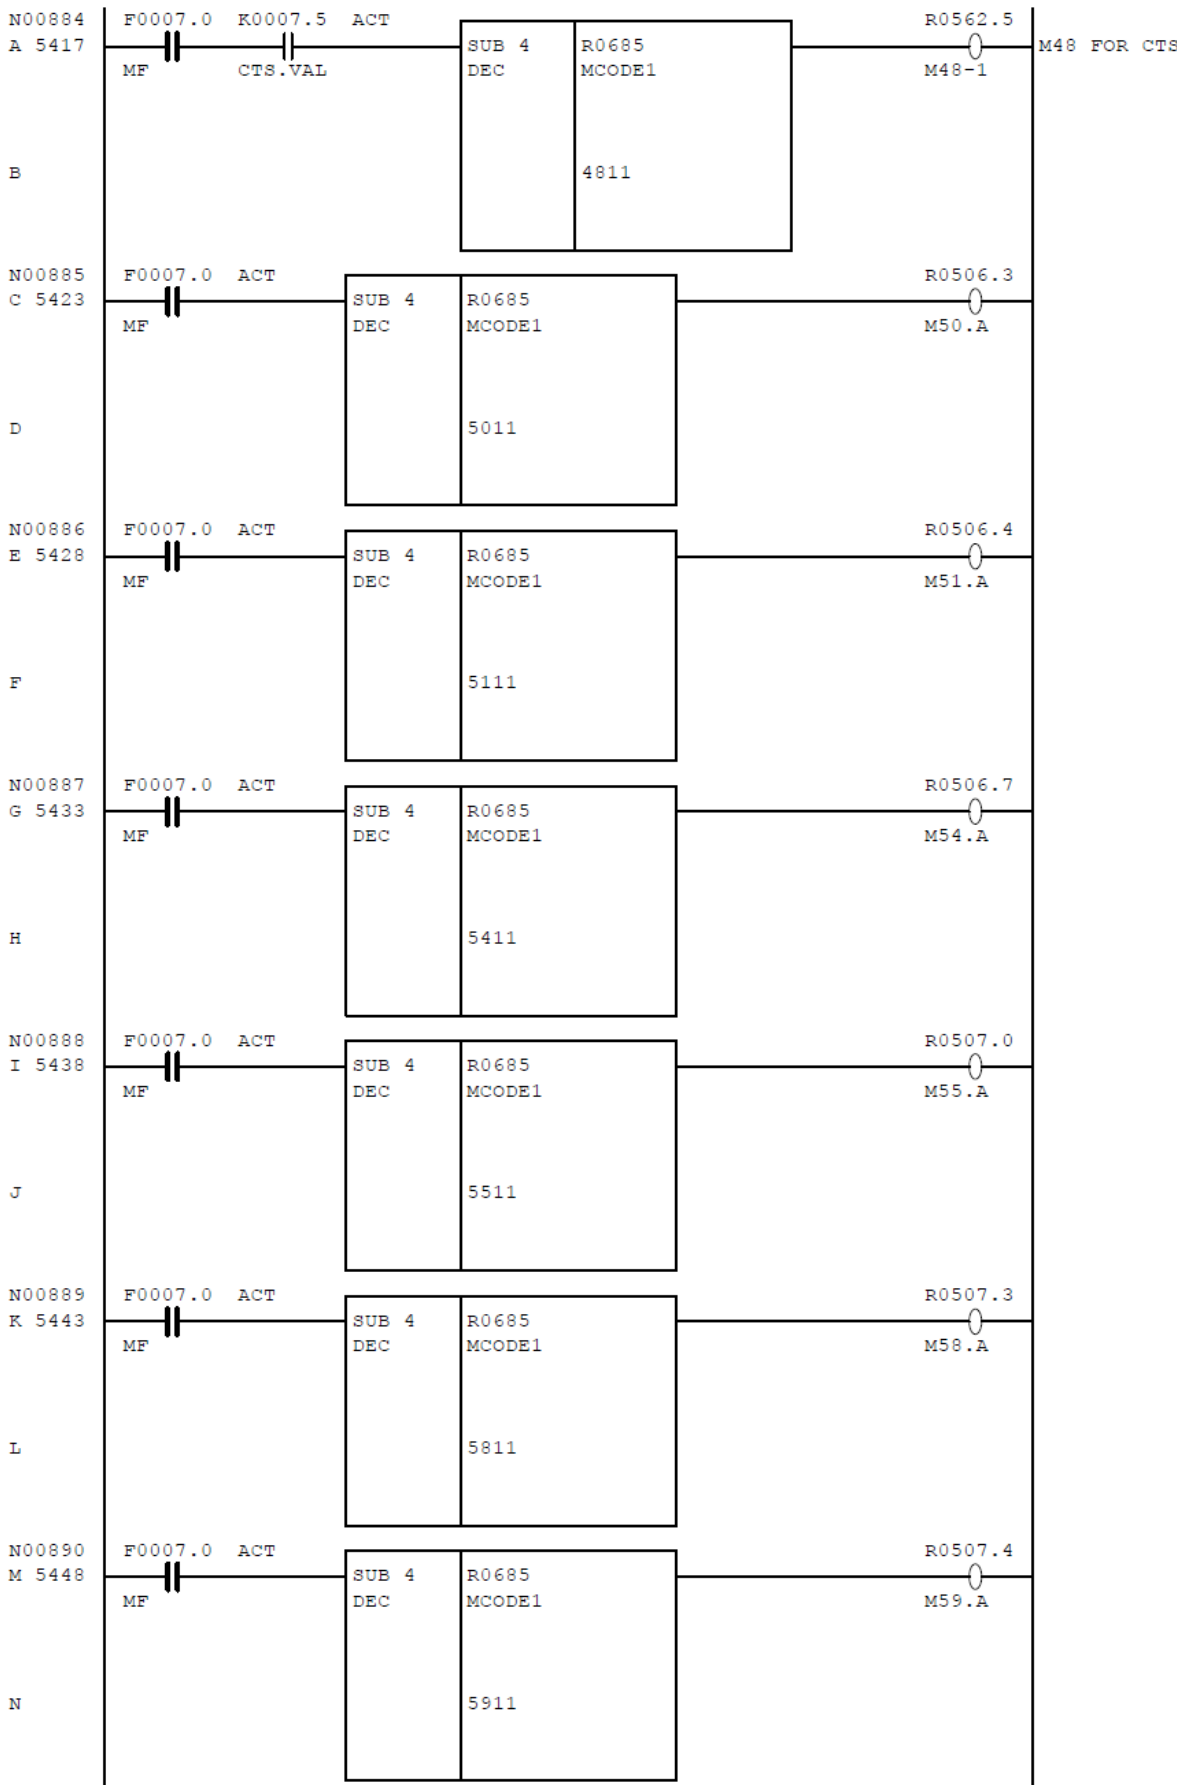 N00884 F0007.0 K0007.5 ACT R0562.5
A 5417 SUB 4 R0685 M48 FOR CTS
MF CTS.VAL DEC MCODE1 M48-1
B 4811
N00885 F0007.0 ACT R0506.3
C 5423 SUB 4 R0685
MF DEC MCODE1 M50.A
D 5011
N00886 F0007.0 ACT R0506.4
E 5428 SUB 4 R0685
MF DEC MCODE1 M51.A
F 5111
N00887 F0007.0 ACT R0506.7
G 5433 SUB 4 R0685
MF DEC MCODE1 M54.A
H 5411
N00888 F0007.0 ACT R0507.0
I 5438 SUB 4 R0685
MF DEC MCODE1 M55.A
J 5511
N00889 F0007.0 ACT R0507.3
K 5443 SUB 4 R0685
MF DEC MCODE1 M58.A
L 5811
N00890 F0007.0 ACT R0507.4
M 5448 SUB 4 R0685
MF DEC MCODE1 M59.A
N 5911